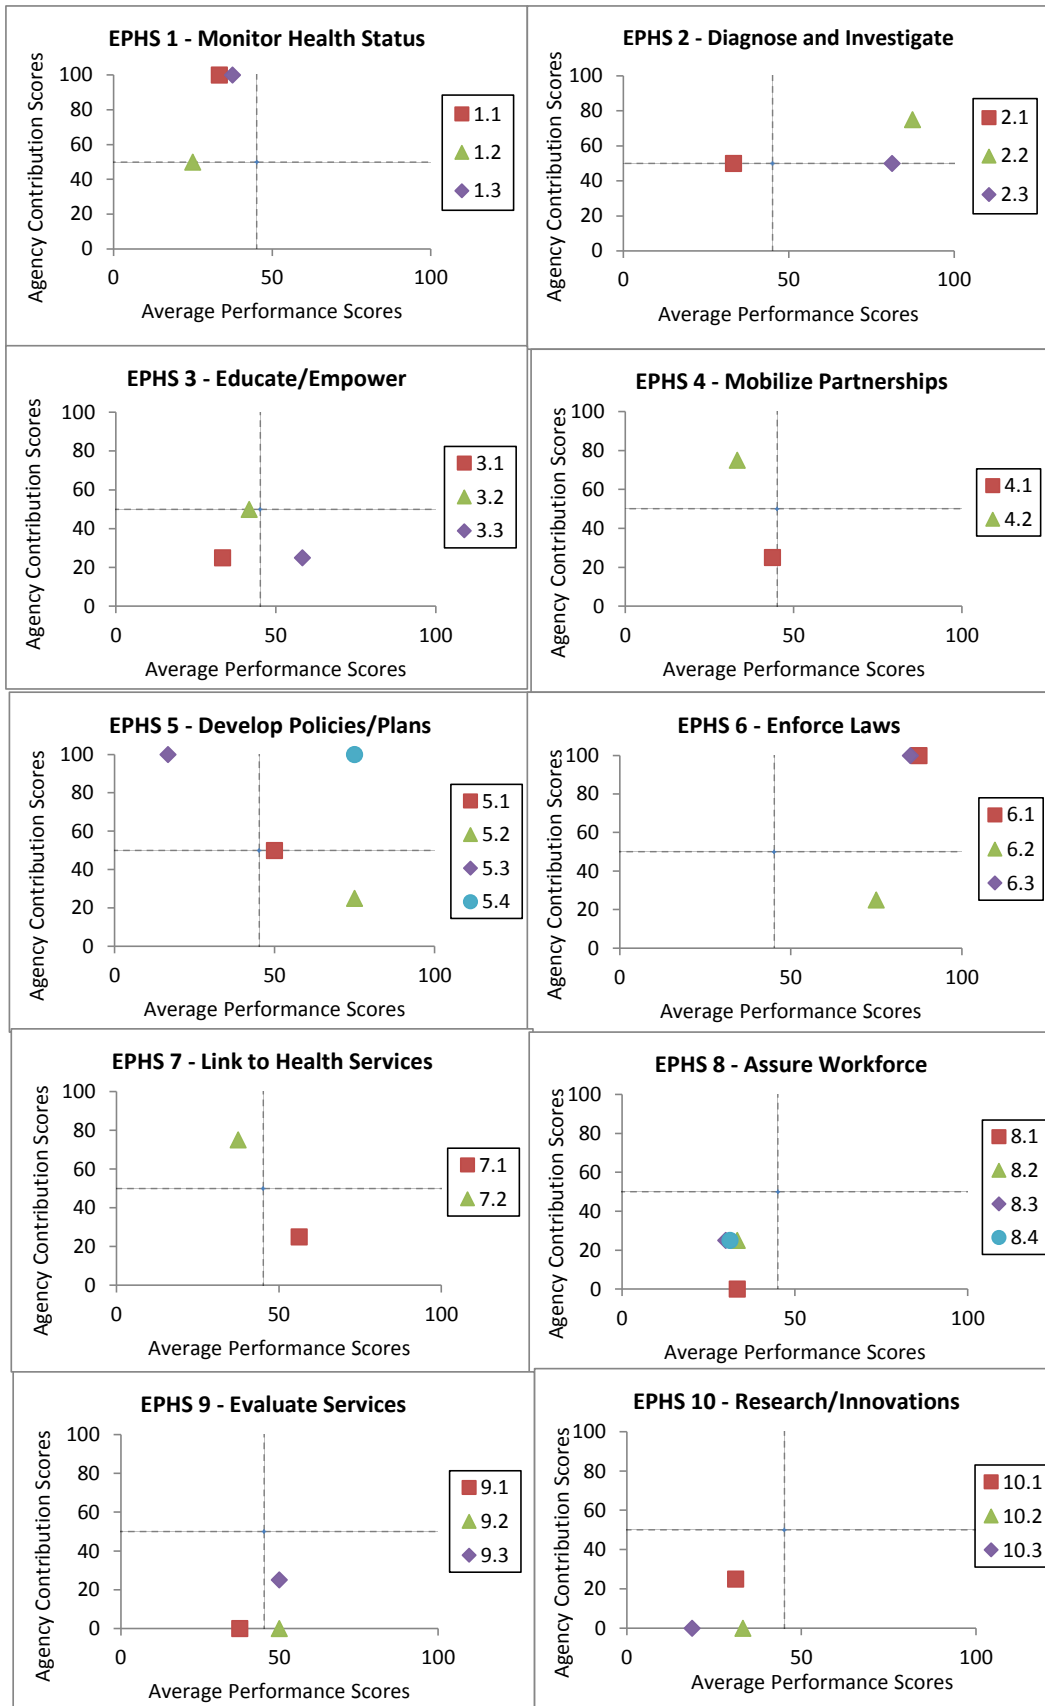 EPHS 1 - Monitor Health Status
Agency Contribution Scores
100
80
60
40
20
0
0 50 100
Average Performance Scores
1.1
1.2
1.3
EPHS 2 - Diagnose and Investigate
Agency Contribution Scores
100
80
60
40
20
0
0 50 100
Average Performance Scores
2.1
2.2
2.3
EPHS 3 - Educate/Empower
Agency Contribution Scores
100
80
60
40
20
0
0 50 100
Average Performance Scores
3.1
3.2
3.3
EPHS 4 - Mobilize Partnerships
Agency Contribution Scores
100
80
60
40
20
0
0 50 100
Average Performance Scores
4.1
4.2
EPHS 5 - Develop Policies/Plans
Agency Contribution Scores
100
80
60
40
20
0
0 50 100
Average Performance Scores
5.1
5.2
5.3
5.4
EPHS 6 - Enforce Laws
Agency Contribution Scores
100
80
60
40
20
0
0 50 100
Average Performance Scores
6.1
6.2
6.3
EPHS 7 - Link to Health Services
Agency Contribution Scores
100
80
60
40
20
0
0 50 100
Average Performance Scores
7.1
7.2
EPHS 8 - Assure Workforce
Agency Contribution Scores
100
80
60
40
20
0
0 50 100
Average Performance Scores
8.1
8.2
8.3
8.4
EPHS 9 - Evaluate Services
Agency Contribution Scores
100
80
60
40
20
0
0 50 100
Average Performance Scores
9.1
9.2
9.3
EPHS 10 - Research/Innovations
Agency Contribution Scores
100
80
60
40
20
0
0 50 100
Average Performance Scores
10.1
10.2
10.3